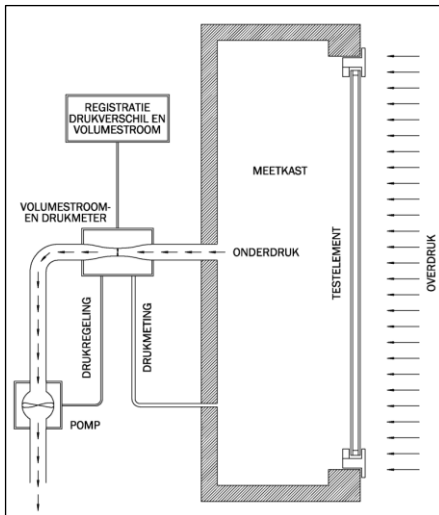 REGISTRATIE
DRUKVERSCHIL EN
VOLUMESTROOM
MEETKAST
VOLUMESTROOM-
EN DRUKMETER
ONDERDRUK
TESTELEMENT
OVERDRUK
DRUKREGELING
DRUKMETING
POMP